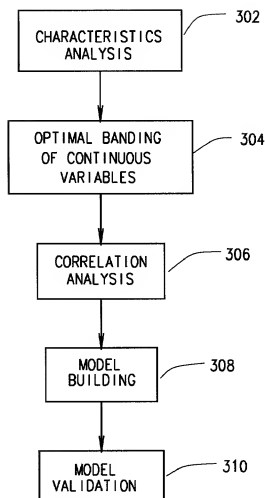 CHARACTERISTICS
ANALYSIS
302
OPTIMAL BANDING
OF CONTINUOUS
VARIABLES
304
CORRELATION
ANALYSIS
306
MODEL
BUILDING
308
MODEL
VALIDATION
310